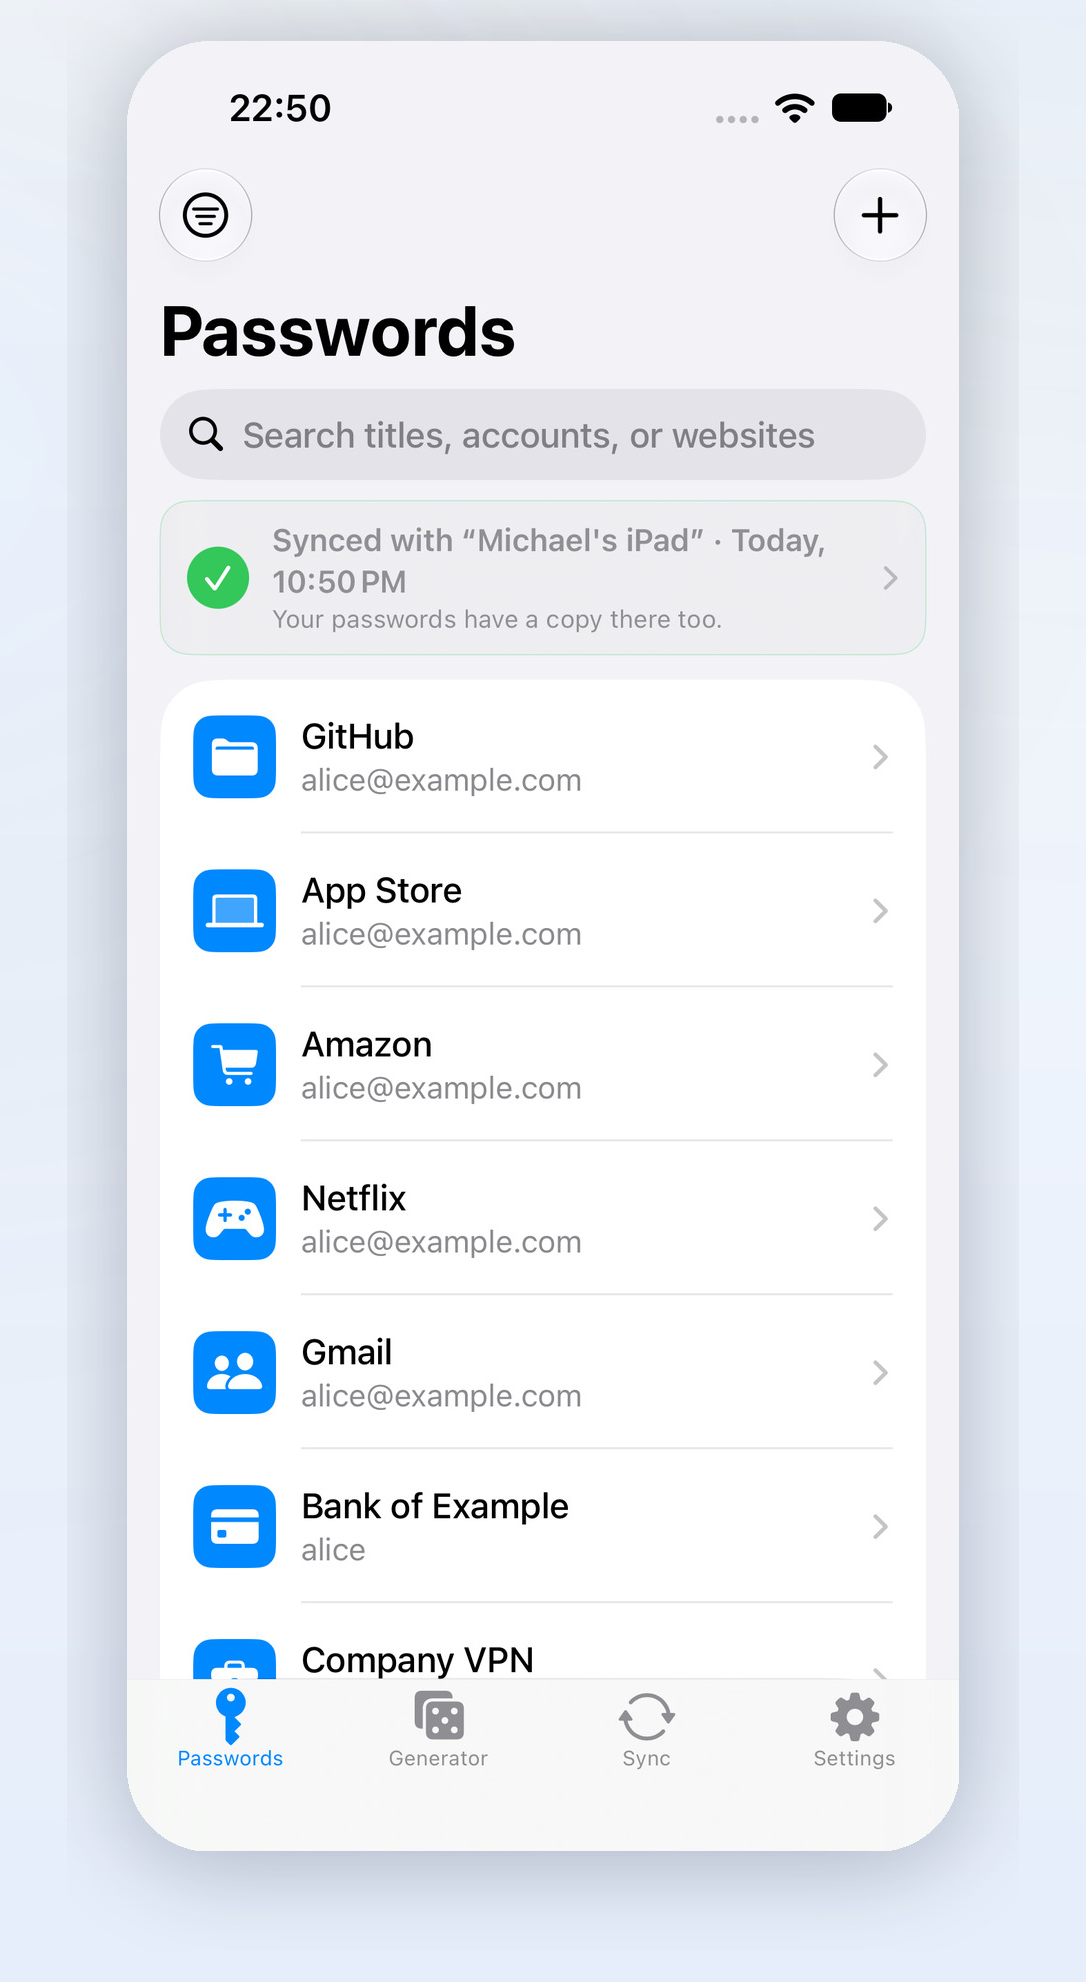 22:50
Passwords
Search titles, accounts, or websites
Synced with “Michael's iPad” · Today,
10:50 PM
Your passwords have a copy there too.
GitHub
alice@example.com
App Store
alice@example.com
Amazon
alice@example.com
Netflix
alice@example.com
Gmail
alice@example.com
Bank of Example
alice
Company VPN
Passwords
Generator
Sync
Settings